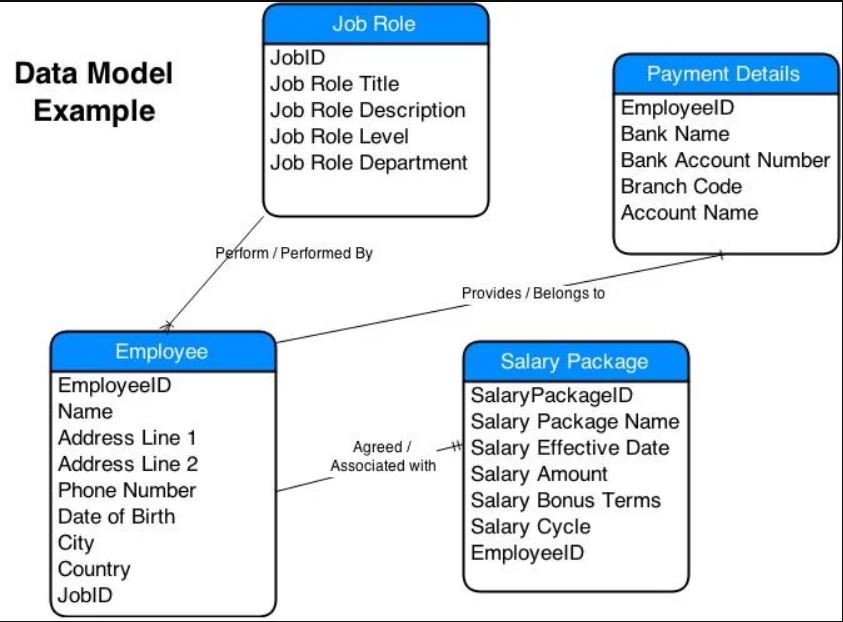 Data Model
Example
Job Role
JobID
Job Role Title
Job Role Description
Job Role Level
Job Role Department
Payment Details
EmployeeID
Bank Name
Bank Account Number
Branch Code
Account Name
Perform / Performed By
Provides / Belongs to
Employee
EmployeeID
Name
Address Line 1
Address Line 2
Phone Number
Date of Birth
City
Country
JobID
Agreed /
Associated with
Salary Package
SalaryPackageID
Salary Package Name
Salary Effective Date
Salary Amount
Salary Bonus Terms
Salary Cycle
EmployeeID